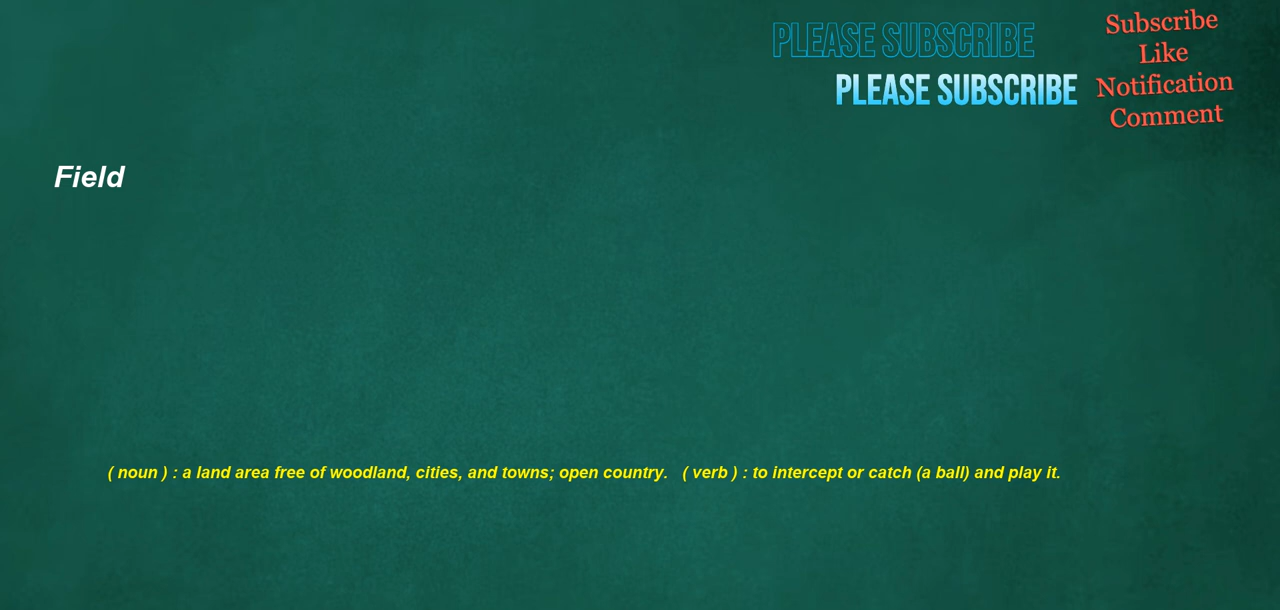 PLEASE SUBSCRIBE
PLEASE SUBSCRIBE
Subscribe
Like
Notification
Comment
Field
( noun ) : a land area free of woodland, cities, and towns; open country.   ( verb ) : to intercept or catch (a ball) and play it.